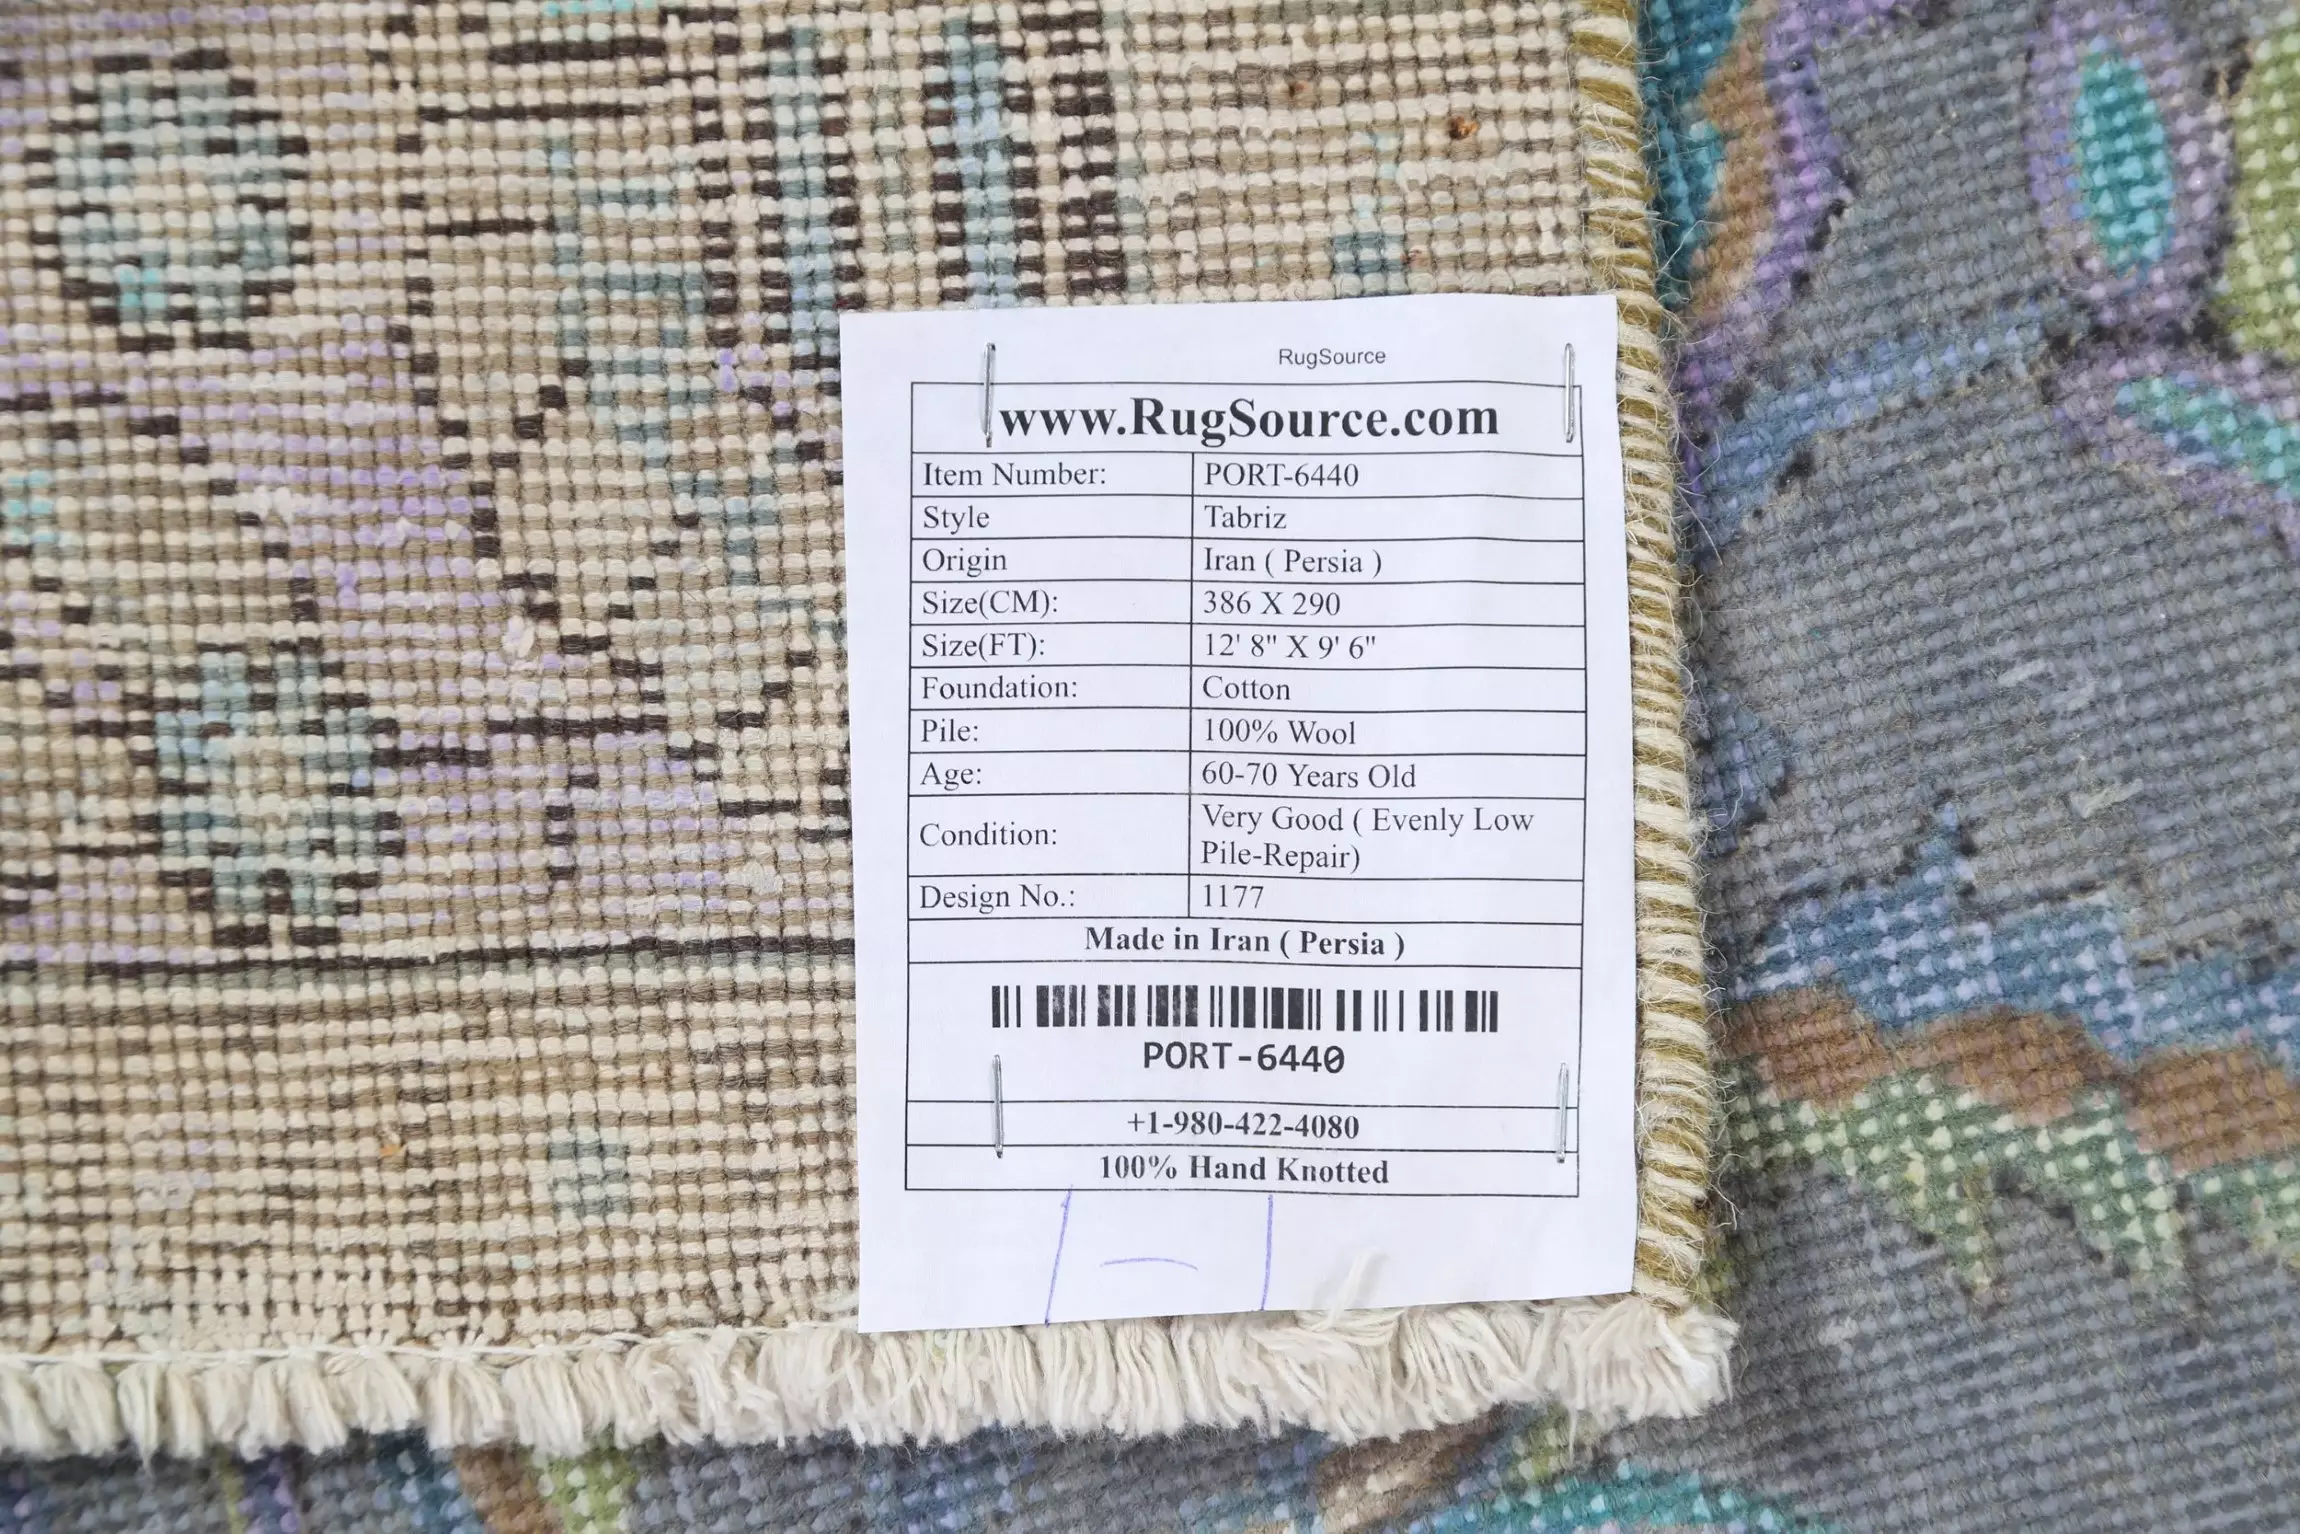 RugSource
www.RugSource.com
Item Number: PORT-6440
Style Tabriz
Origin Iran ( Persia )
Size(CM): 386 X 290
Size(FT): 12' 8" X 9' 6"
Foundation: Cotton
Pile: 100% Wool
Age: 60-70 Years Old
Condition: Very Good ( Evenly Low
Pile-Repair)
Design No.: 1177
Made in Iran ( Persia )
PORT-6440
+1-980-422-4080
100% Hand Knotted
1-1